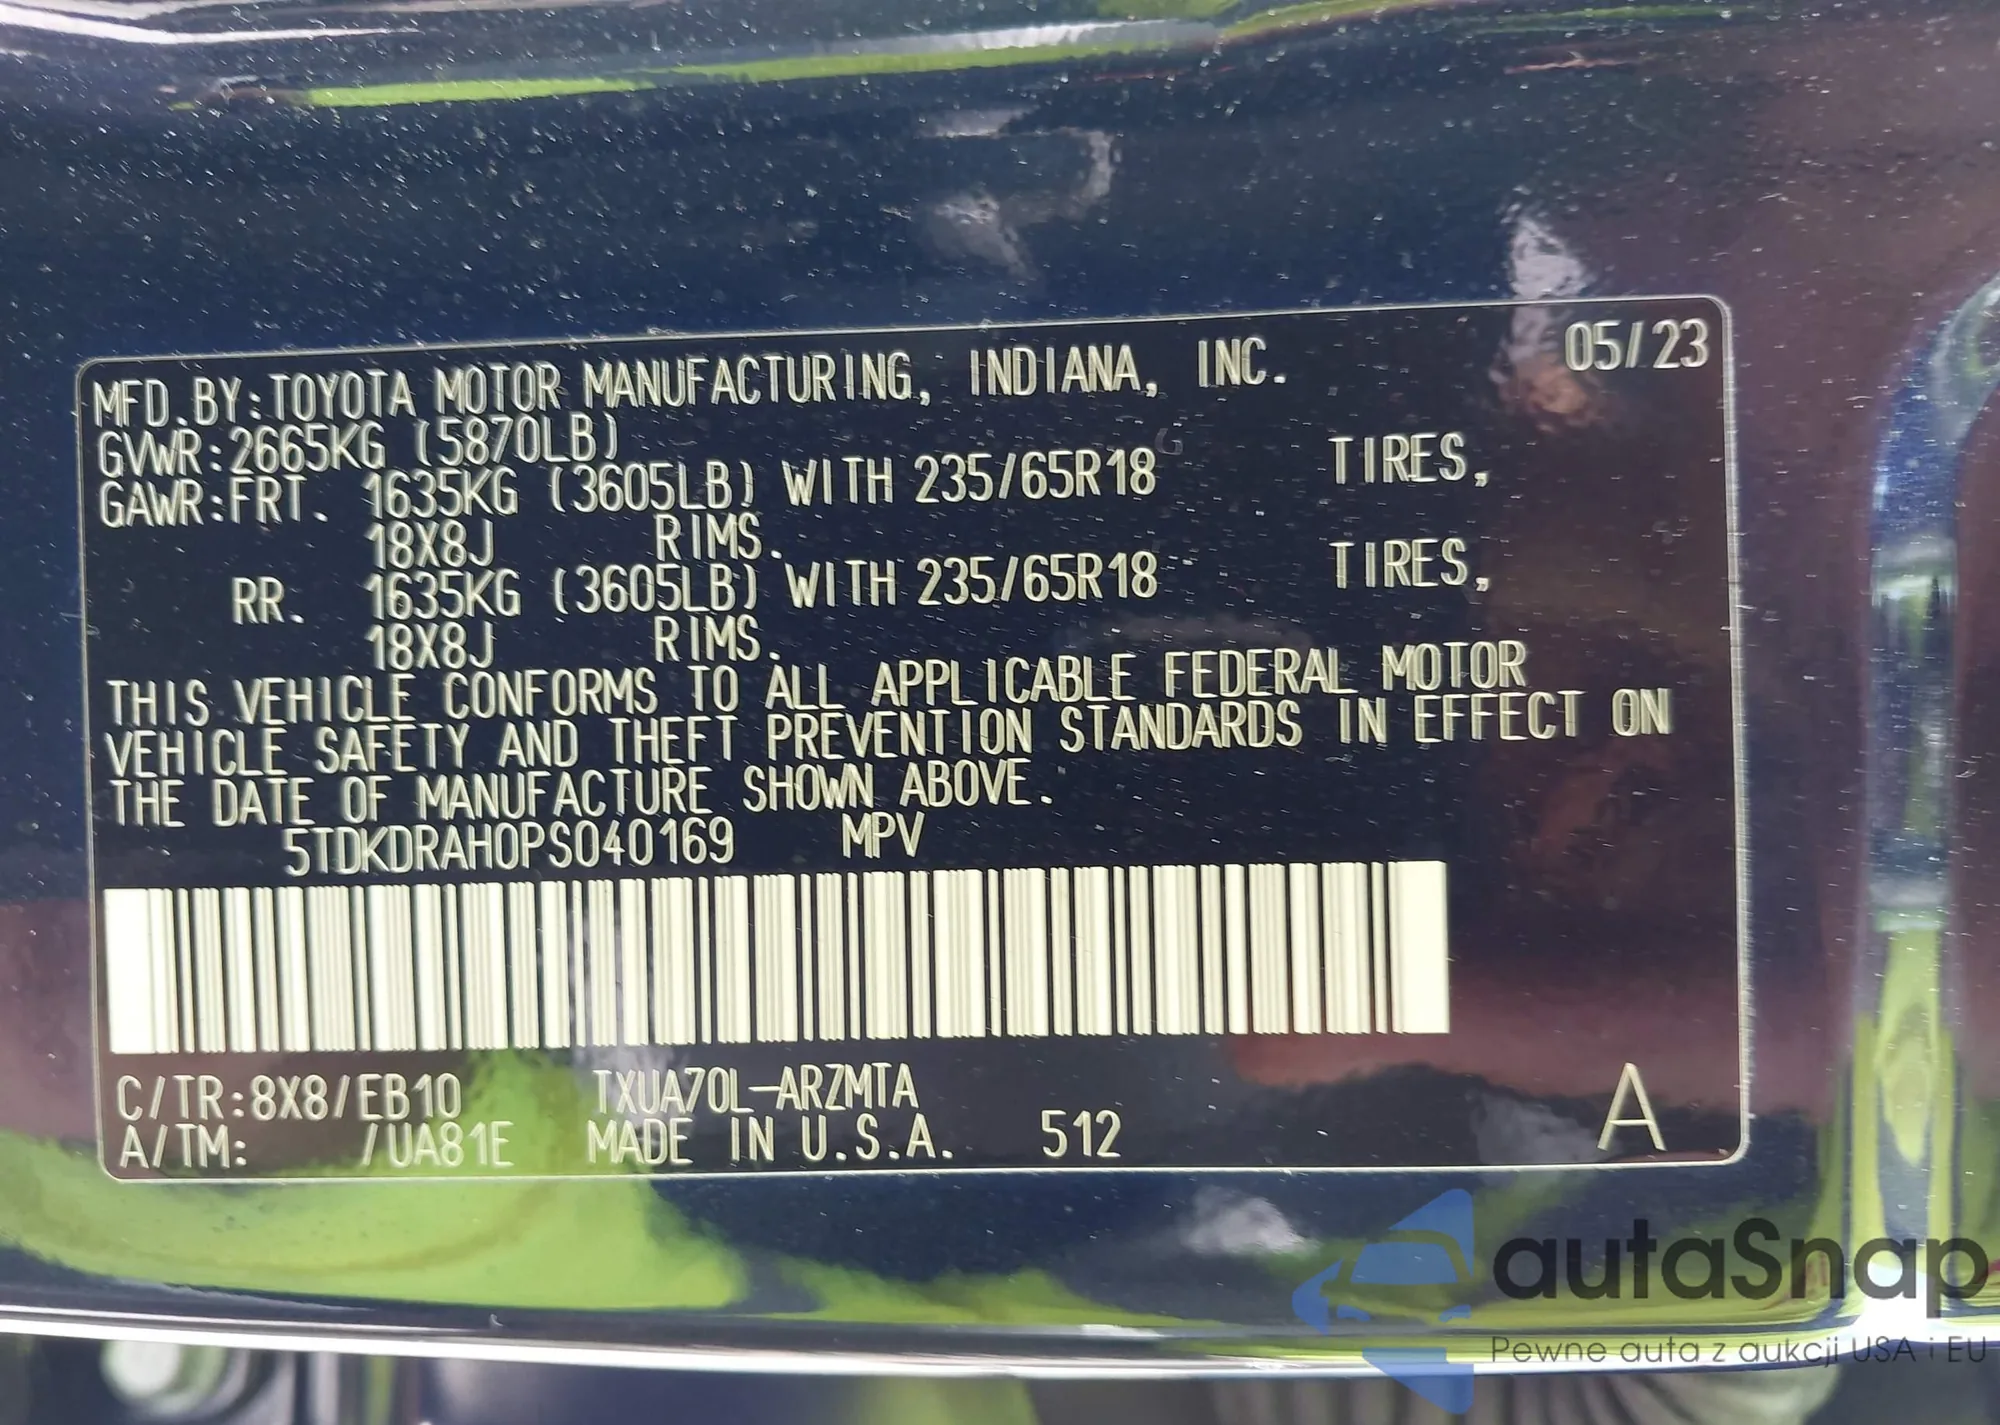 MFD.BY:TOYOTA MOTOR MANUFACTURING, INDIANA, INC. 05/23
GVWR:2665KG (5870LB)
GAWR:FRT. 1635KG (3605LB) WITH 235/65R18 TIRES,
18X8J RIMS.
RR. 1635KG (3605LB) WITH 235/65R18 TIRES,
18X8J RIMS.
THIS VEHICLE CONFORMS TO ALL APPLICABLE FEDERAL MOTOR
VEHICLE SAFETY AND THEFT PREVENTION STANDARDS IN EFFECT ON
THE DATE OF MANUFACTURE SHOWN ABOVE.
5TDKDRAH0PS040169 MPV
C/TR:8X8/EB10 TXUA70L-ARZMTA
A/TM: /UA81E MADE IN U.S.A. 512 A
autaSnap
Pewne auta z aukcji USA i EU